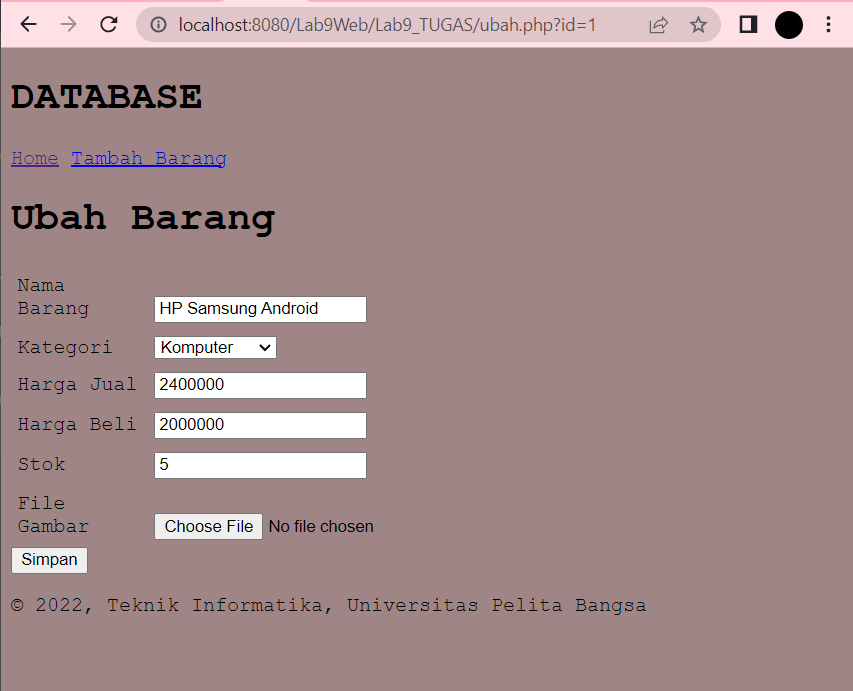 localhost:8080/Lab9Web/Lab9_TUGAS/ubah.php?id=1
DATABASE
Home Tambah Barang
Ubah Barang
Nama
Barang HP Samsung Android
Kategori Komputer
Harga Jual 2400000
Harga Beli 2000000
Stok 5
File
Gambar Choose File No file chosen
Simpan
© 2022, Teknik Informatika, Universitas Pelita Bangsa